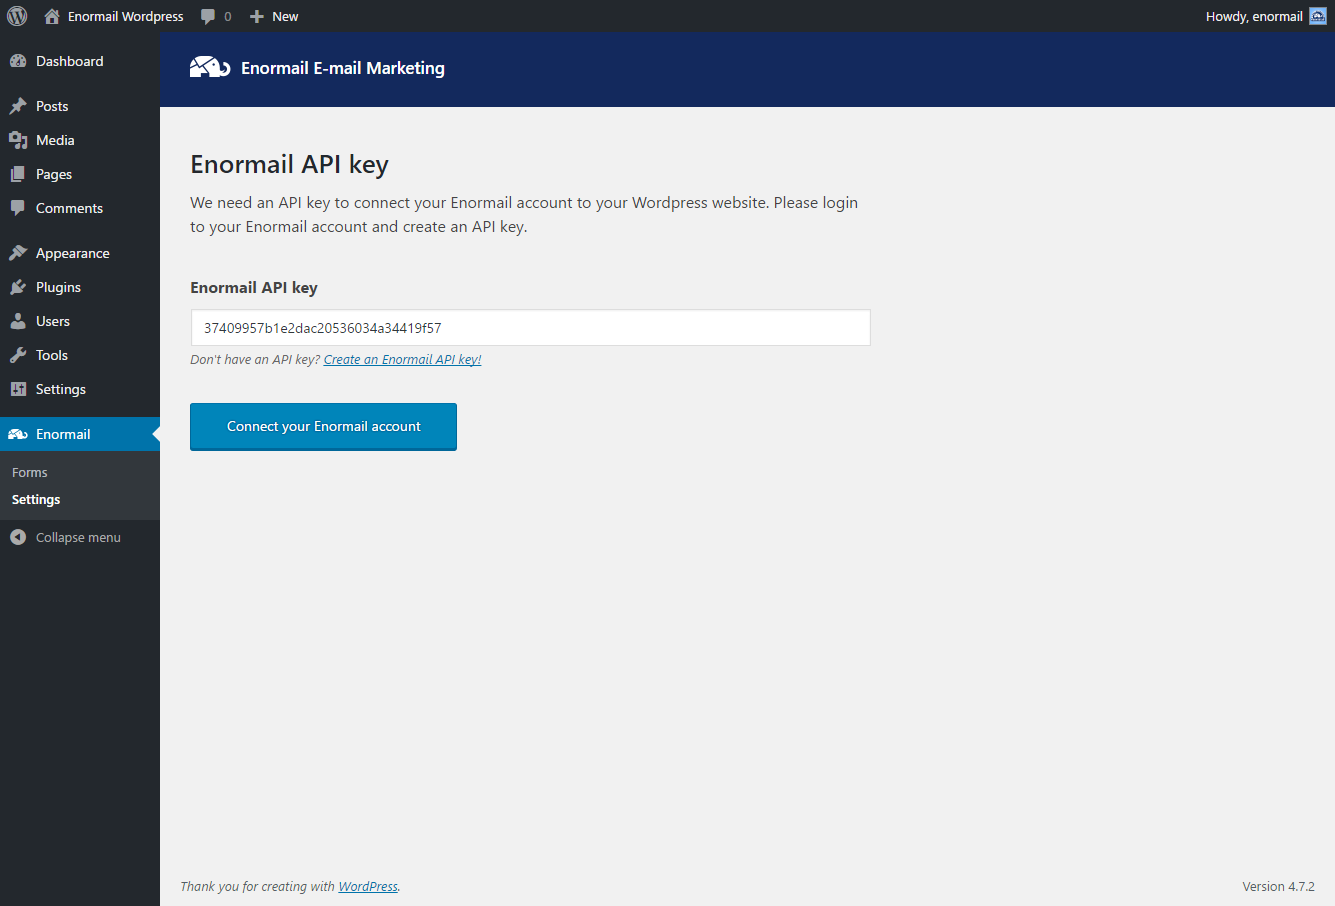 Enormail Wordpress 0 New Howdy, enormail
Dashboard
Posts
Media
Pages
Comments
Appearance
Plugins
Users
Tools
Settings
Enormail
Forms
Settings
Collapse menu
Enormail E-mail Marketing
Enormail API key
We need an API key to connect your Enormail account to your Wordpress website. Please login
to your Enormail account and create an API key.
Enormail API key
37409957b1e2dac20536034a34419f57
Don't have an API key? Create an Enormail API key!
Connect your Enormail account
Thank you for creating with WordPress. Version 4.7.2